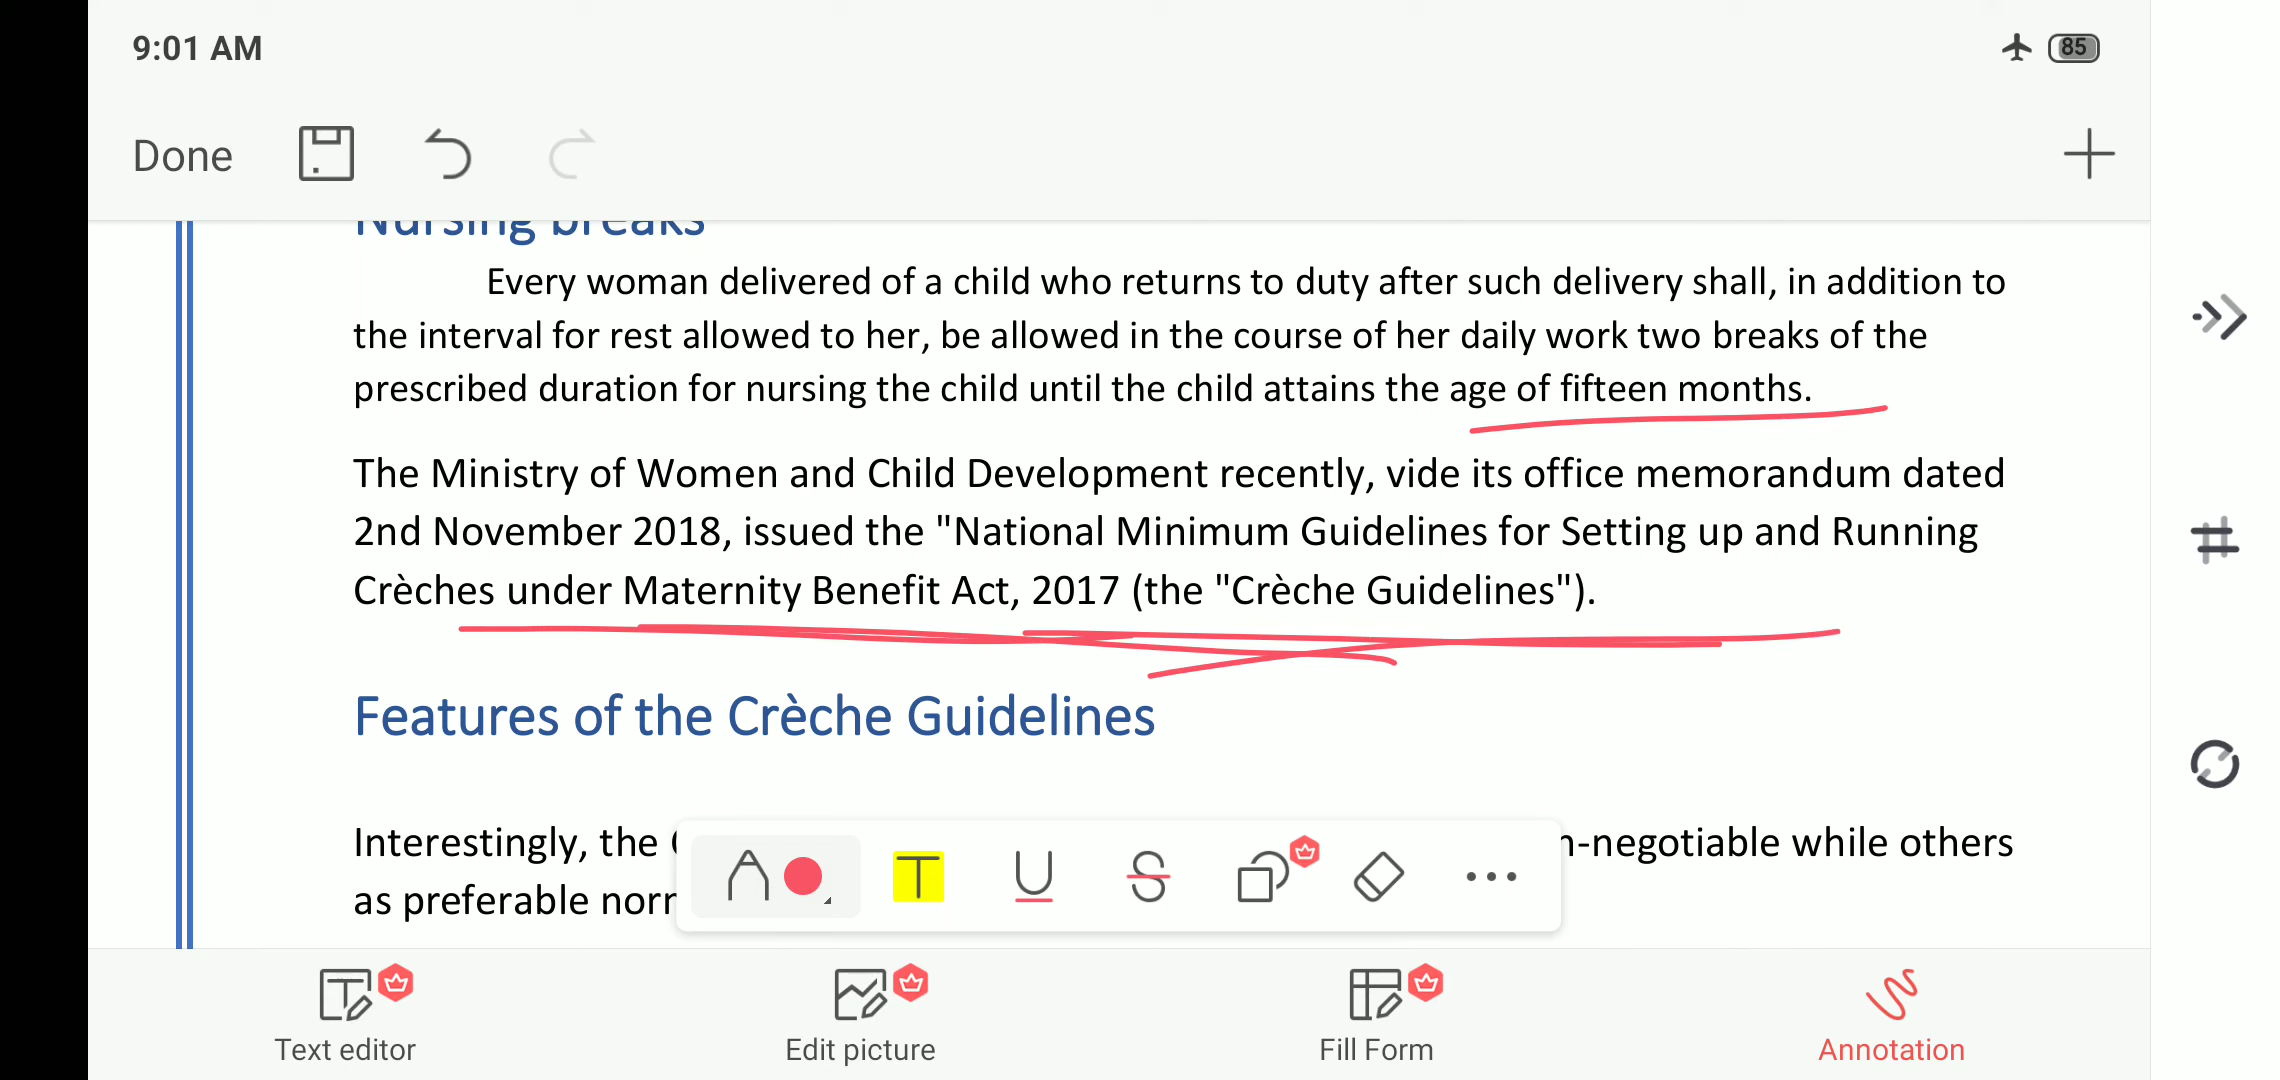 9:01 AM
85
Done
Nursing breaks
Every woman delivered of a child who returns to duty after such delivery shall, in addition to
the interval for rest allowed to her, be allowed in the course of her daily work two breaks of the
prescribed duration for nursing the child until the child attains the age of fifteen months.
The Ministry of Women and Child Development recently, vide its office memorandum dated
2nd November 2018, issued the "National Minimum Guidelines for Setting up and Running
Crèches under Maternity Benefit Act, 2017 (the "Crèche Guidelines").
Features of the Crèche Guidelines
Interestingly, the -negotiable while others
as preferable
Text editor
Edit picture
Fill Form
Annotation